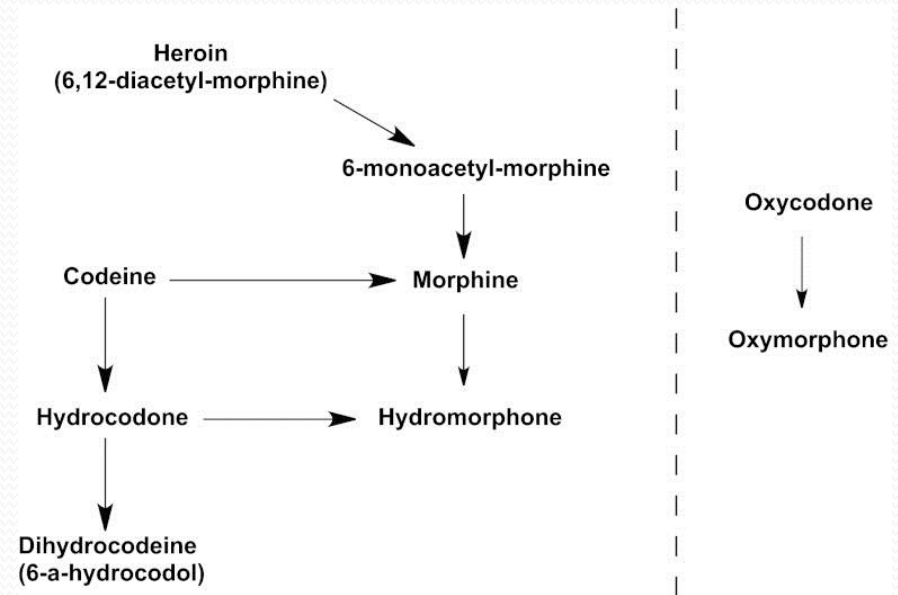 Heroin
(6,12-diacetyl-morphine)
6-monoacetyl-morphine
Oxycodone
Codeine
Morphine
Oxymorphone
Hydrocodone
Hydromorphone
Dihydrocodeine
(6-a-hydrocodol)